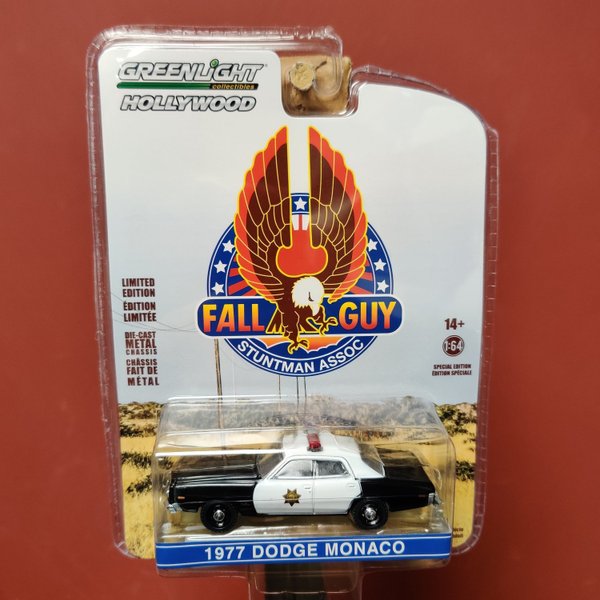 GREENLIGHT
collectibles
HOLLYWOOD
FALL GUY
STUNTMAN ASSOC
LIMITED
EDITION
ÉDITION
LIMITÉE
DIE-CAST
METAL
CHASSIS
CHÂSSIS
FAIT DE
MÉTAL
14+
1:64
SPECIAL EDITION
ÉDITION SPÉCIALE
1977 DODGE MONACO